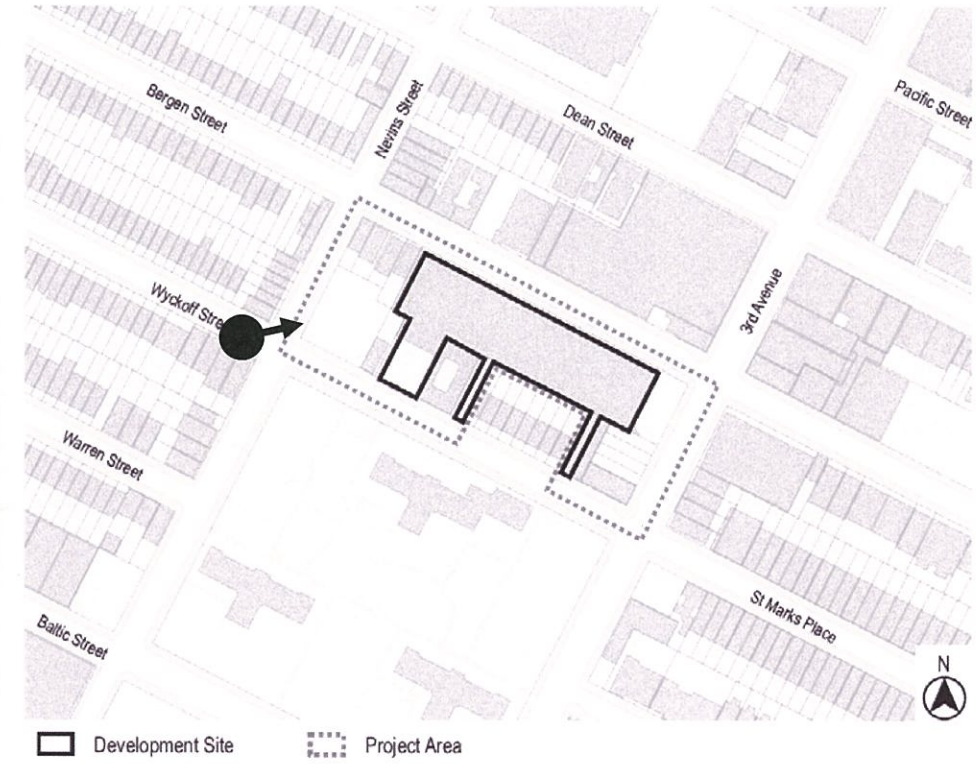 Bergen Street
Nevins Street
Dean Street
Pacific Street
Wyckoff Stre
3rd Avenue
Warren Street
St Marks Place
Baltic Street
N
Development Site
Project Area